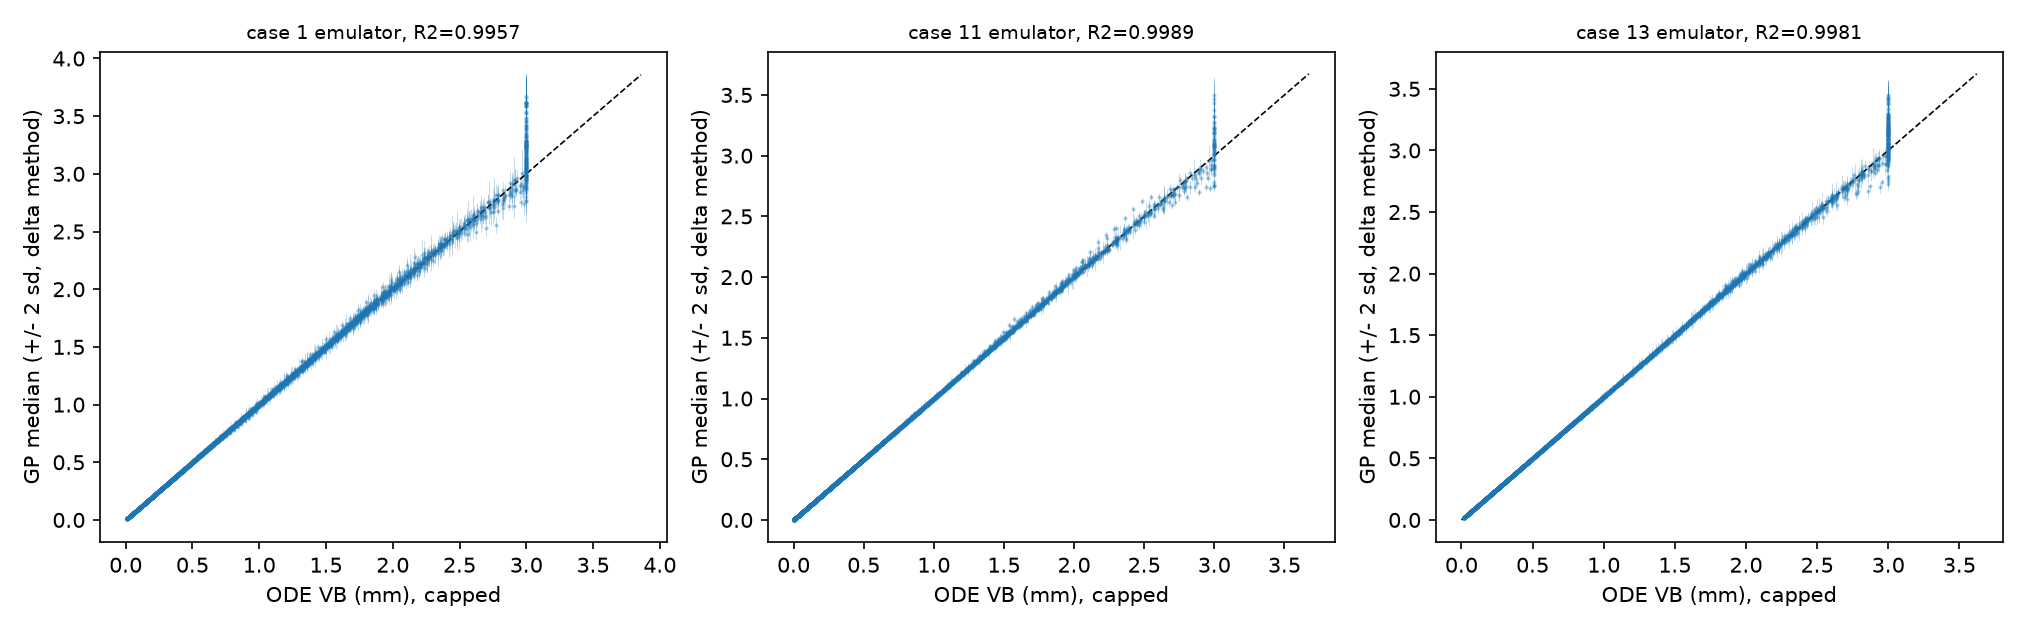 case 1 emulator, R2=0.9957
GP median (+/- 2 sd, delta method)
4.0
3.5
3.0
2.5
2.0
1.5
1.0
0.5
0.0
0.0 0.5 1.0 1.5 2.0 2.5 3.0 3.5 4.0
ODE VB (mm), capped
case 11 emulator, R2=0.9989
GP median (+/- 2 sd, delta method)
3.5
3.0
2.5
2.0
1.5
1.0
0.5
0.0
0.0 0.5 1.0 1.5 2.0 2.5 3.0 3.5
ODE VB (mm), capped
case 13 emulator, R2=0.9981
GP median (+/- 2 sd, delta method)
3.5
3.0
2.5
2.0
1.5
1.0
0.5
0.0
0.0 0.5 1.0 1.5 2.0 2.5 3.0 3.5
ODE VB (mm), capped